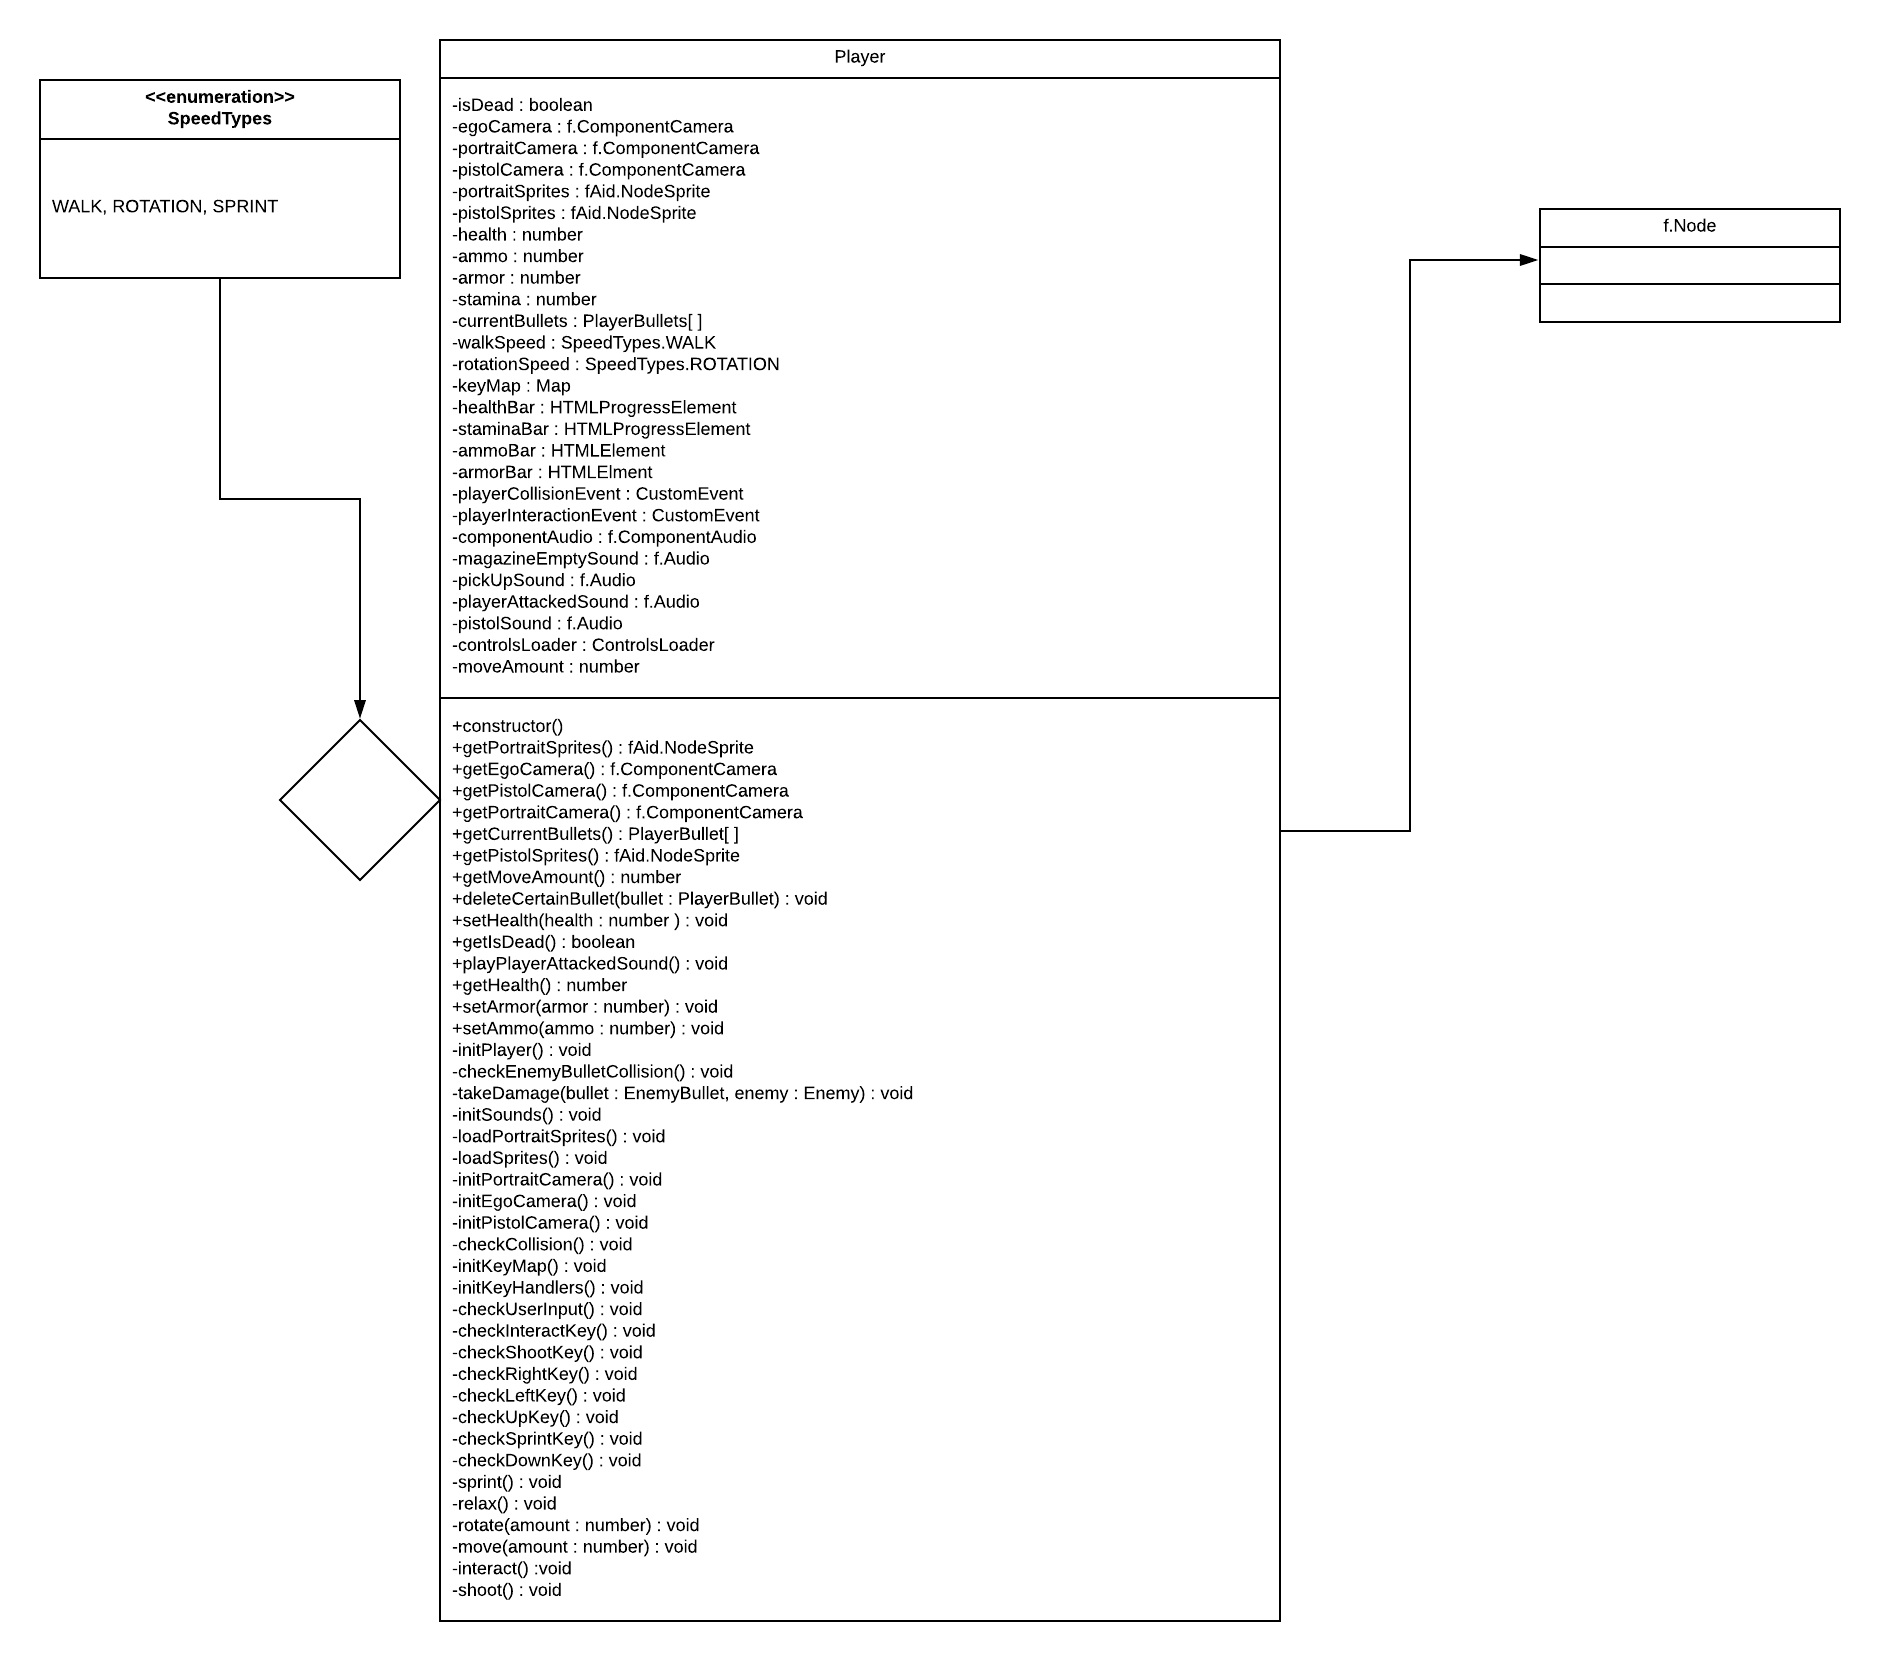 <<enumeration>>
SpeedTypes
WALK, ROTATION, SPRINT
Player
-isDead : boolean
-egoCamera : f.ComponentCamera
-portraitCamera : f.ComponentCamera
-pistolCamera : f.ComponentCamera
-portraitSprites : fAid.NodeSprite
-pistolSprites : fAid.NodeSprite
-health : number
-ammo : number
-armor : number
-stamina : number
-currentBullets : PlayerBullets[ ]
-walkSpeed : SpeedTypes.WALK
-rotationSpeed : SpeedTypes.ROTATION
-keyMap : Map
-healthBar : HTMLProgressElement
-staminaBar : HTMLProgressElement
-ammoBar : HTMLElement
-armorBar : HTMLElment
-playerCollisionEvent : CustomEvent
-playerInteractionEvent : CustomEvent
-componentAudio : f.ComponentAudio
-magazineEmptySound : f.Audio
-pickUpSound : f.Audio
-playerAttackedSound : f.Audio
-pistolSound : f.Audio
-controlsLoader : ControlsLoader
-moveAmount : number
+constructor()
+getPortraitSprites() : fAid.NodeSprite
+getEgoCamera() : f.ComponentCamera
+getPistolCamera() : f.ComponentCamera
+getPortraitCamera() : f.ComponentCamera
+getCurrentBullets() : PlayerBullet[ ]
+getPistolSprites() : fAid.NodeSprite
+getMoveAmount() : number
+deleteCertainBullet(bullet : PlayerBullet) : void
+setHealth(health : number ) : void
+getIsDead() : boolean
+playPlayerAttackedSound() : void
+getHealth() : number
+setArmor(armor : number) : void
+setAmmo(ammo : number) : void
-initPlayer() : void
-checkEnemyBulletCollision() : void
-takeDamage(bullet : EnemyBullet, enemy : Enemy) : void
-initSounds() : void
-loadPortraitSprites() : void
-loadSprites() : void
-initPortraitCamera() : void
-initEgoCamera() : void
-initPistolCamera() : void
-checkCollision() : void
-initKeyMap() : void
-initKeyHandlers() : void
-checkUserInput() : void
-checkInteractKey() : void
-checkShootKey() : void
-checkRightKey() : void
-checkLeftKey() : void
-checkUpKey() : void
-checkSprintKey() : void
-checkDownKey() : void
-sprint() : void
-relax() : void
-rotate(amount : number) : void
-move(amount : number) : void
-interact() :void
-shoot() : void
f.Node